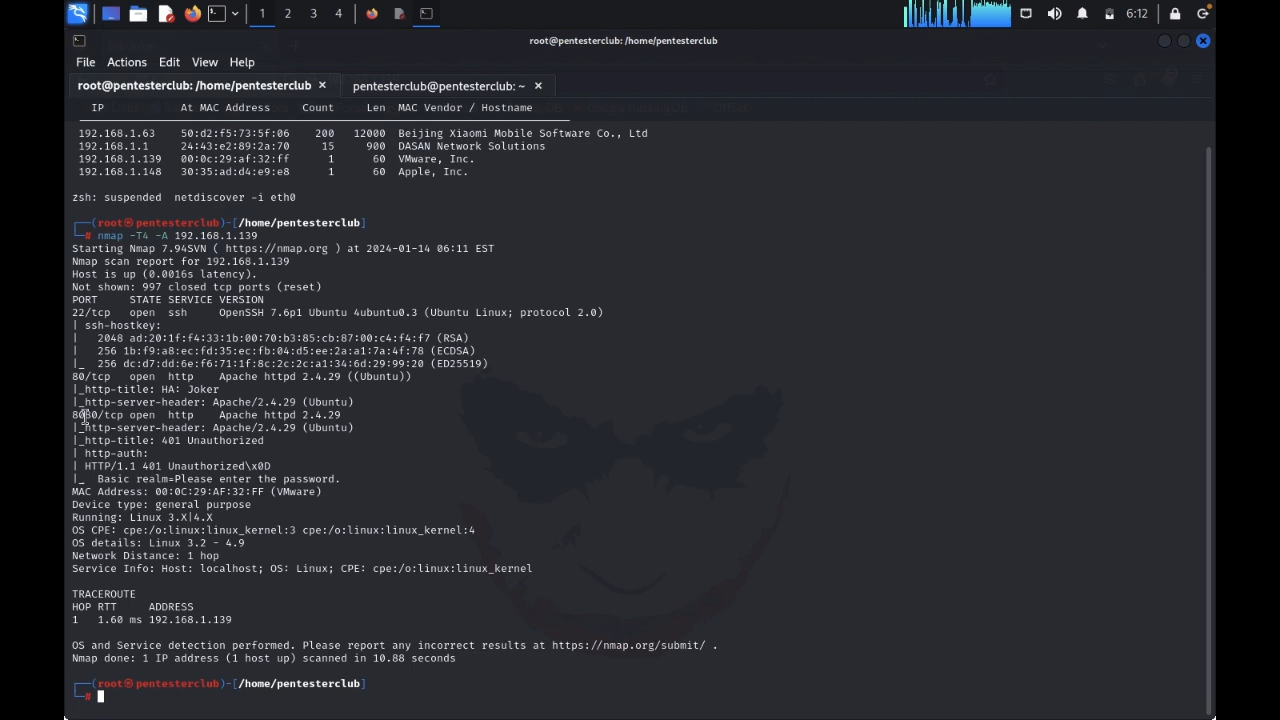 1 2 3 4 6:12
root@pentesterclub: /home/pentesterclub
File Actions Edit View Help
root@pentesterclub: /home/pentesterclub × pentesterclub@pentesterclub: ~ ×
IP At MAC Address Count Len MAC Vendor / Hostname
192.168.1.63 50:d2:f5:73:5f:06 200 12000 Beijing Xiaomi Mobile Software Co., Ltd
192.168.1.1 24:43:e2:89:2a:70 15 900 DASAN Network Solutions
192.168.1.139 00:0c:29:af:32:ff 1 60 VMware, Inc.
192.168.1.148 30:35:ad:d4:e9:e8 1 60 Apple, Inc.
zsh: suspended netdiscover -i eth0
┌──(root㉿pentesterclub)-[/home/pentesterclub]
└─# nmap -T4 -A 192.168.1.139
Starting Nmap 7.94SVN ( https://nmap.org ) at 2024-01-14 06:11 EST
Nmap scan report for 192.168.1.139
Host is up (0.0016s latency).
Not shown: 997 closed tcp ports (reset)
PORT STATE SERVICE VERSION
22/tcp open ssh OpenSSH 7.6p1 Ubuntu 4ubuntu0.3 (Ubuntu Linux; protocol 2.0)
| ssh-hostkey:
| 2048 ad:20:1f:f4:33:1b:00:70:b3:85:cb:87:00:c4:f4:f7 (RSA)
| 256 1b:f9:a8:ec:fd:35:ec:fb:04:d5:ee:2a:a1:7a:4f:78 (ECDSA)
|_ 256 dc:d7:dd:6e:f6:71:1f:8c:2c:2c:a1:34:6d:29:99:20 (ED25519)
80/tcp open http Apache httpd 2.4.29 ((Ubuntu))
|_http-title: HA: Joker
|_http-server-header: Apache/2.4.29 (Ubuntu)
8080/tcp open http Apache httpd 2.4.29
|_http-server-header: Apache/2.4.29 (Ubuntu)
|_http-title: 401 Unauthorized
| http-auth:
| HTTP/1.1 401 Unauthorized\x0D
|_ Basic realm=Please enter the password.
MAC Address: 00:0C:29:AF:32:FF (VMware)
Device type: general purpose
Running: Linux 3.X|4.X
OS CPE: cpe:/o:linux:linux_kernel:3 cpe:/o:linux:linux_kernel:4
OS details: Linux 3.2 - 4.9
Network Distance: 1 hop
Service Info: Host: localhost; OS: Linux; CPE: cpe:/o:linux:linux_kernel
TRACEROUTE
HOP RTT ADDRESS
1 1.60 ms 192.168.1.139
OS and Service detection performed. Please report any incorrect results at https://nmap.org/submit/ .
Nmap done: 1 IP address (1 host up) scanned in 10.88 seconds
┌──(root㉿pentesterclub)-[/home/pentesterclub]
└─#